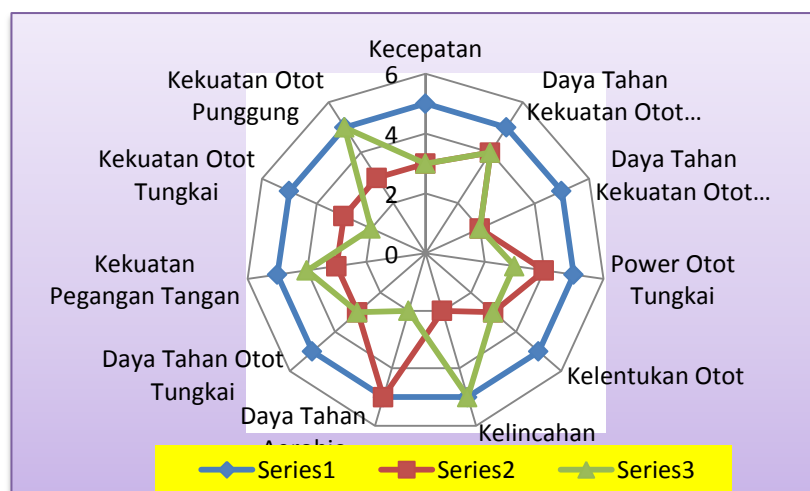 Kecepatan
Daya Tahan
Kekuatan Otot...
Daya Tahan
Kekuatan Otot...
Power Otot
Tungkai
Kelentukan Otot
Kelincahan
Daya Tahan
Daya Tahan Otot
Tungkai
Kekuatan
Pegangan Tangan
Kekuatan Otot
Tungkai
Kekuatan Otot
Punggung
6
4
2
0
Series1
Series2
Series3